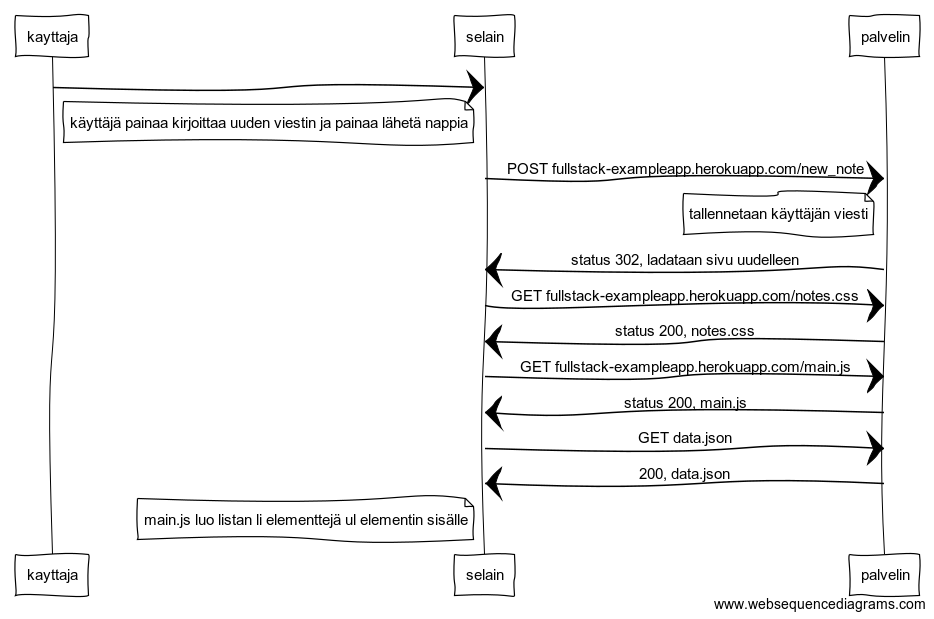 kayttaja selain palvelin
käyttäjä painaa kirjoittaa uuden viestin ja painaa lähetä nappia
POST fullstack-exampleapp.herokuapp.com/new_note
tallennetaan käyttäjän viesti
status 302, ladataan sivu uudelleen
GET fullstack-exampleapp.herokuapp.com/notes.css
status 200, notes.css
GET fullstack-exampleapp.herokuapp.com/main.js
status 200, main.js
GET data.json
200, data.json
main.js luo listan li elementtejä ul elementin sisälle
kayttaja selain palvelin
www.websequencediagrams.com